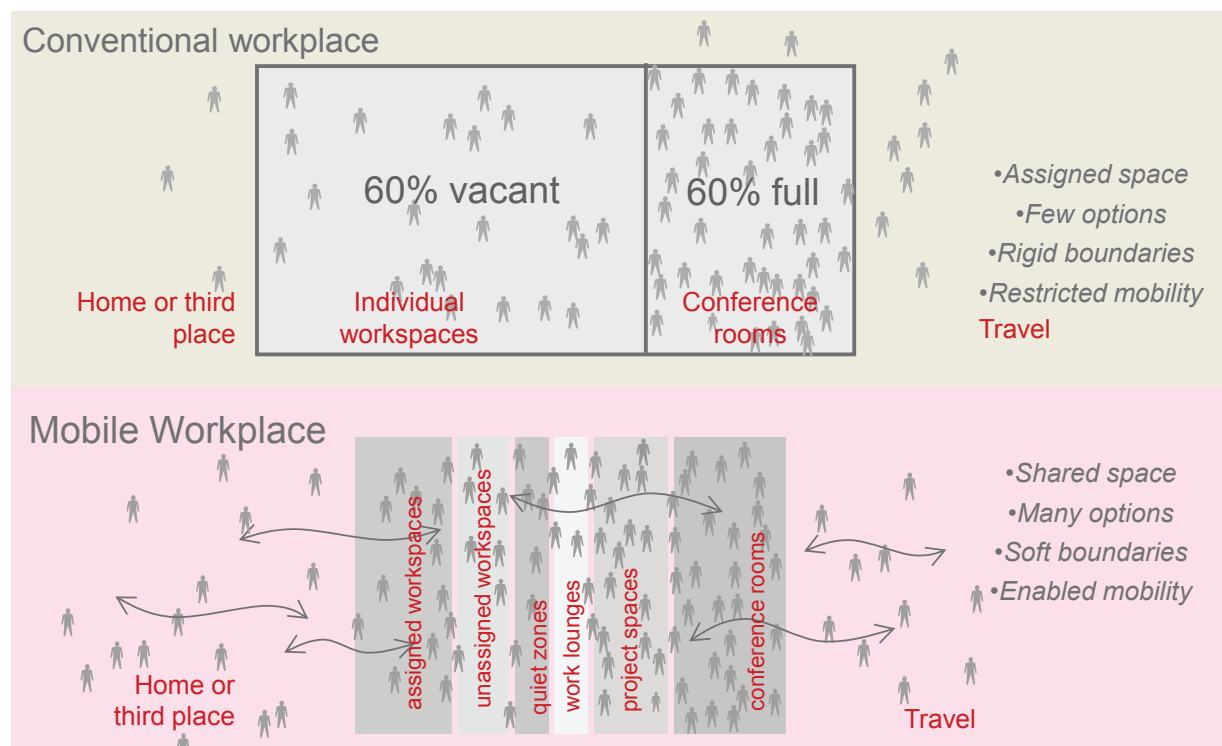 Conventional workplace
60% vacant
60% full
•Assigned space
•Few options
•Rigid boundaries
•Restricted mobility
Home or third
place
Individual
workspaces
Conference
rooms
Travel
Mobile Workplace
•Shared space
•Many options
•Soft boundaries
•Enabled mobility
assigned workspaces
unassigned workspaces
quiet zones
work lounges
project spaces
conference rooms
Home or
third place
Travel